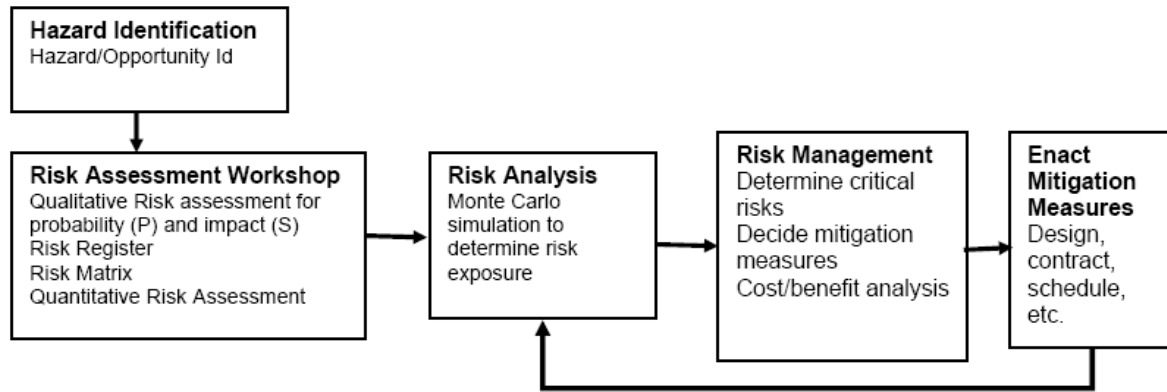 Hazard Identification
Hazard/Opportunity Id
Risk Assessment Workshop
Qualitative Risk assessment for
probability (P) and impact (S)
Risk Register
Risk Matrix
Quantitative Risk Assessment
Risk Analysis
Monte Carlo
simulation to
determine risk
exposure
Risk Management
Determine critical
risks
Decide mitigation
measures
Cost/benefit analysis
Enact
Mitigation
Measures
Design,
contract,
schedule,
etc.